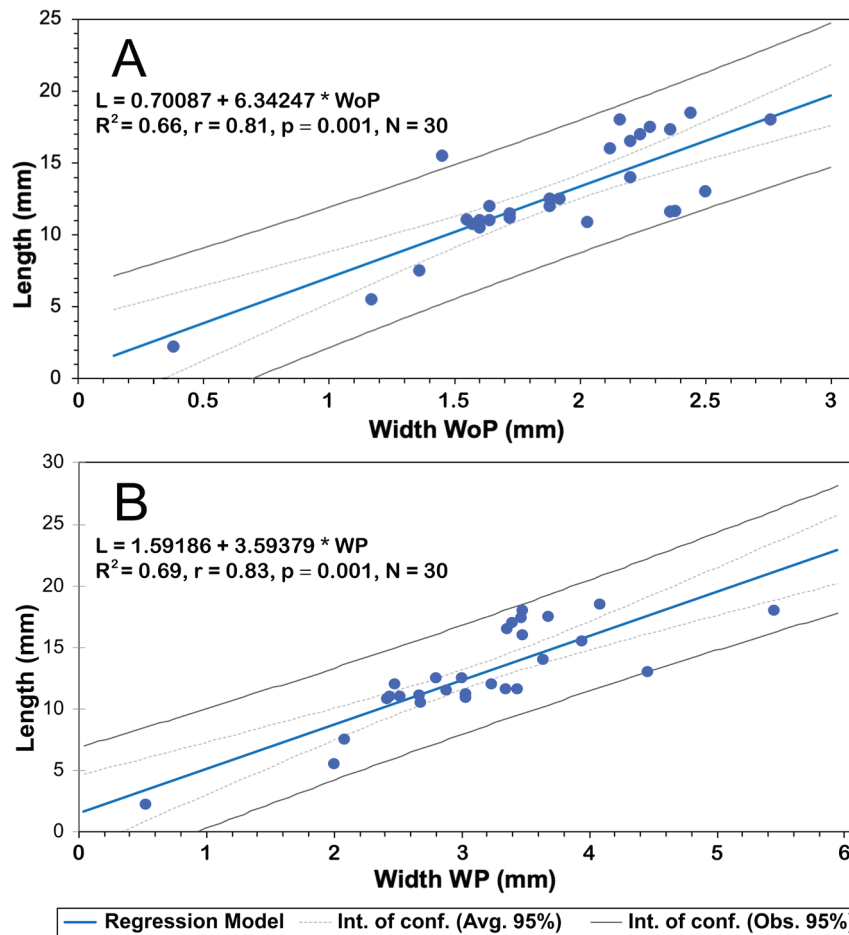 25
20
15
10
5
0
Length (mm)
A
L = 0.70087 + 6.34247 * WoP
R² = 0.66, r = 0.81, p = 0.001, N = 30
0 0.5 1 1.5 2 2.5 3
Width WoP (mm)
30
25
20
15
10
5
0
Length (mm)
B
L = 1.59186 + 3.59379 * WP
R² = 0.69, r = 0.83, p = 0.001, N = 30
0 1 2 3 4 5 6
Width WP (mm)
Regression Model Int. of conf. (Avg. 95%) Int. of conf. (Obs. 95%)